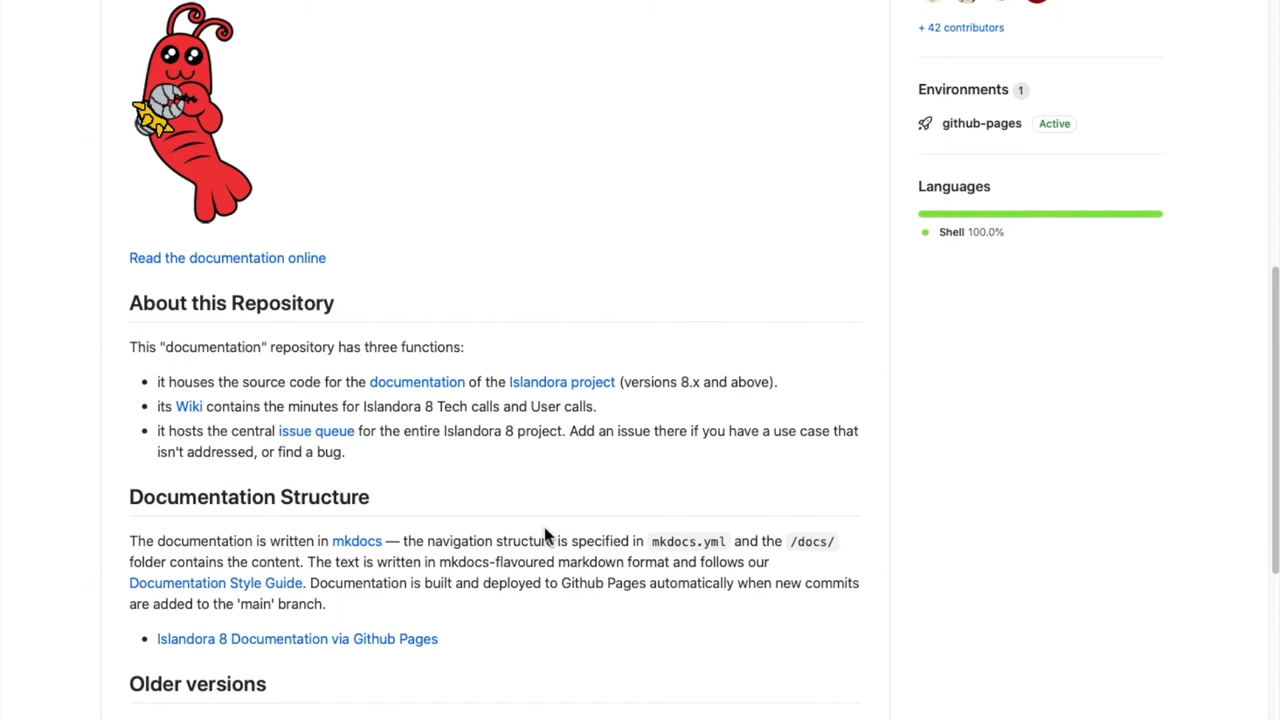 + 42 contributors
Environments 1
github-pages Active
Languages
Shell 100.0%
Read the documentation online
About this Repository
This "documentation" repository has three functions:
it houses the source code for the documentation of the Islandora project (versions 8.x and above).
its Wiki contains the minutes for Islandora 8 Tech calls and User calls.
it hosts the central issue queue for the entire Islandora 8 project. Add an issue there if you have a use case that
isn't addressed, or find a bug.
Documentation Structure
The documentation is written in mkdocs — the navigation structure is specified in mkdocs.yml and the /docs/
folder contains the content. The text is written in mkdocs-flavoured markdown format and follows our
Documentation Style Guide. Documentation is built and deployed to Github Pages automatically when new commits
are added to the 'main' branch.
Islandora 8 Documentation via Github Pages
Older versions